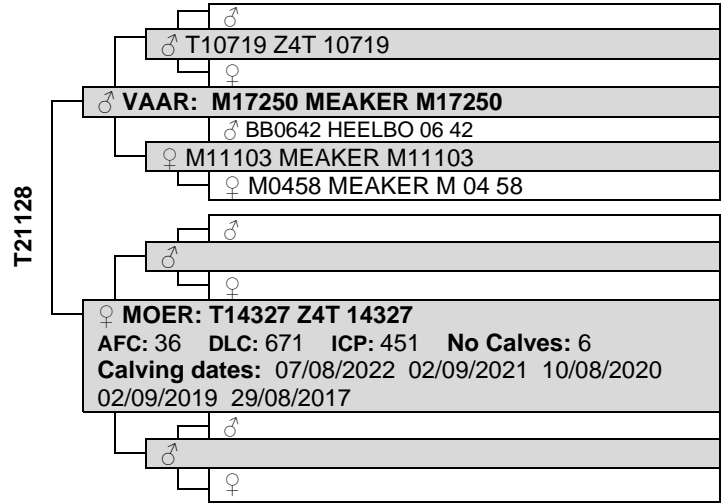 ♂
♂ T10719 Z4T 10719
♀
♂ VAAR: M17250 MEAKER M17250
♂ BB0642 HEELBO 06 42
♀ M11103 MEAKER M11103
♀ M0458 MEAKER M 04 58
T21128
♂
♂
♀
♀ MOER: T14327 Z4T 14327
AFC: 36 DLC: 671 ICP: 451 No Calves: 6
Calving dates: 07/08/2022 02/09/2021 10/08/2020
02/09/2019 29/08/2017
♂
♂
♀